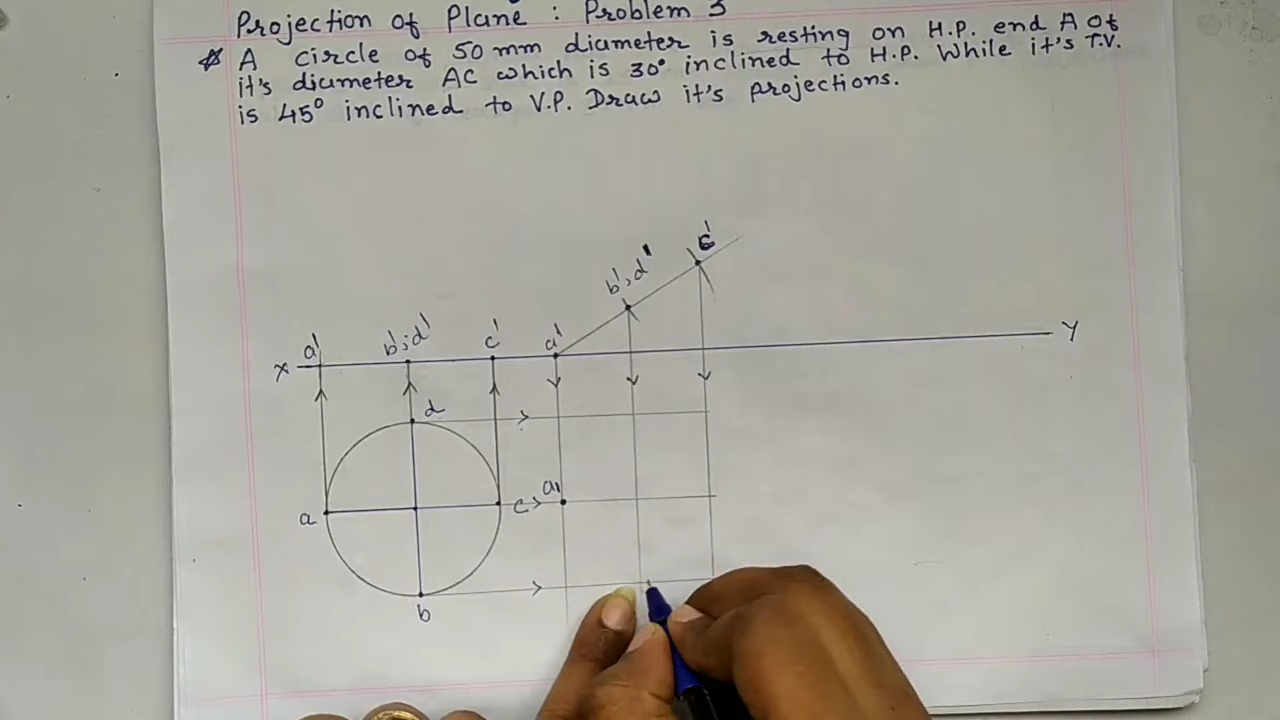 Projection of Plane : Problem 3
* A circle of 50 mm diameter is resting on H.P. end A of
it's diameter AC which is 30° inclined to H.P. While it's T.V.
is 45° inclined to V.P. Draw it's projections.
c'
b', d'
X a' b', d' c' a' Y
d
a c a₁
b